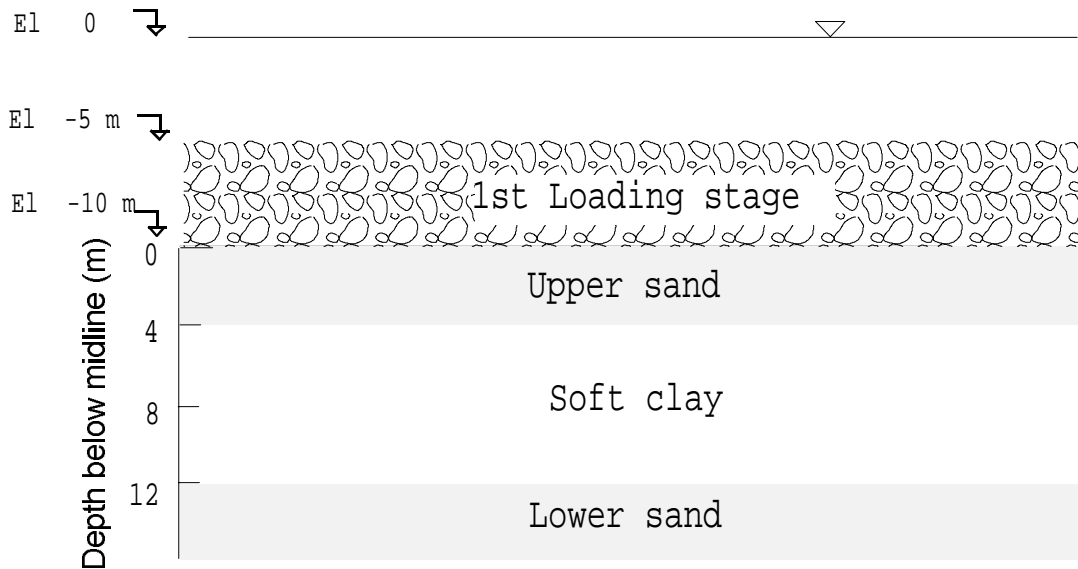 El 0
El -5 m
1st Loading stage
El -10 m
0
Upper sand
4
Soft clay
8
12
Lower sand
Depth below midline (m)